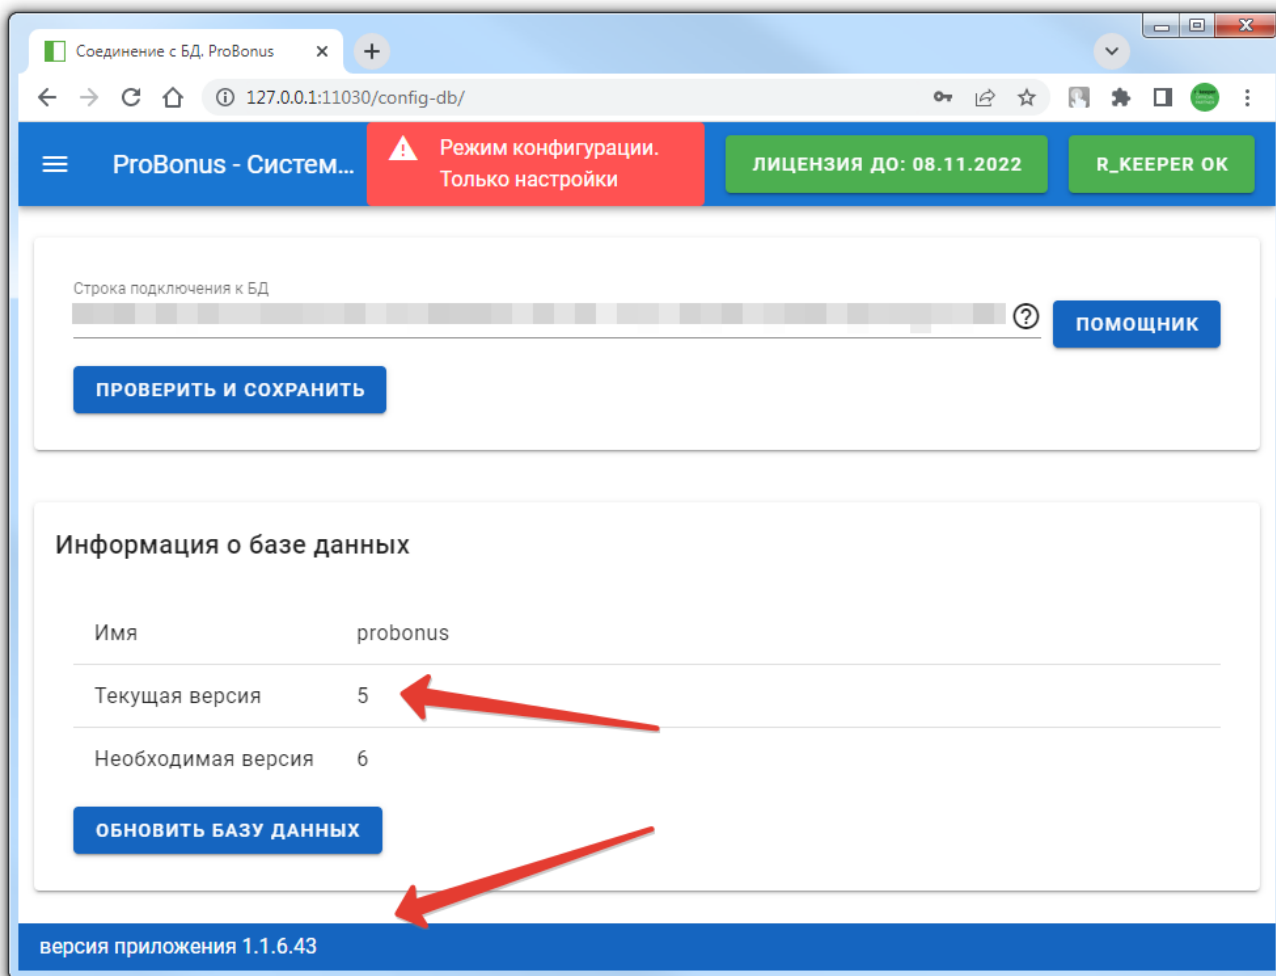 Соединение с БД. ProBonus
127.0.0.1:11030/config-db/
ProBonus - Систем...
Режим конфигурации.
Только настройки
ЛИЦЕНЗИЯ ДО: 08.11.2022
R_KEEPER OK
Строка подключения к БД
ПОМОЩНИК
ПРОВЕРИТЬ И СОХРАНИТЬ
Информация о базе данных
Имя probonus
Текущая версия 5
Необходимая версия 6
ОБНОВИТЬ БАЗУ ДАННЫХ
версия приложения 1.1.6.43